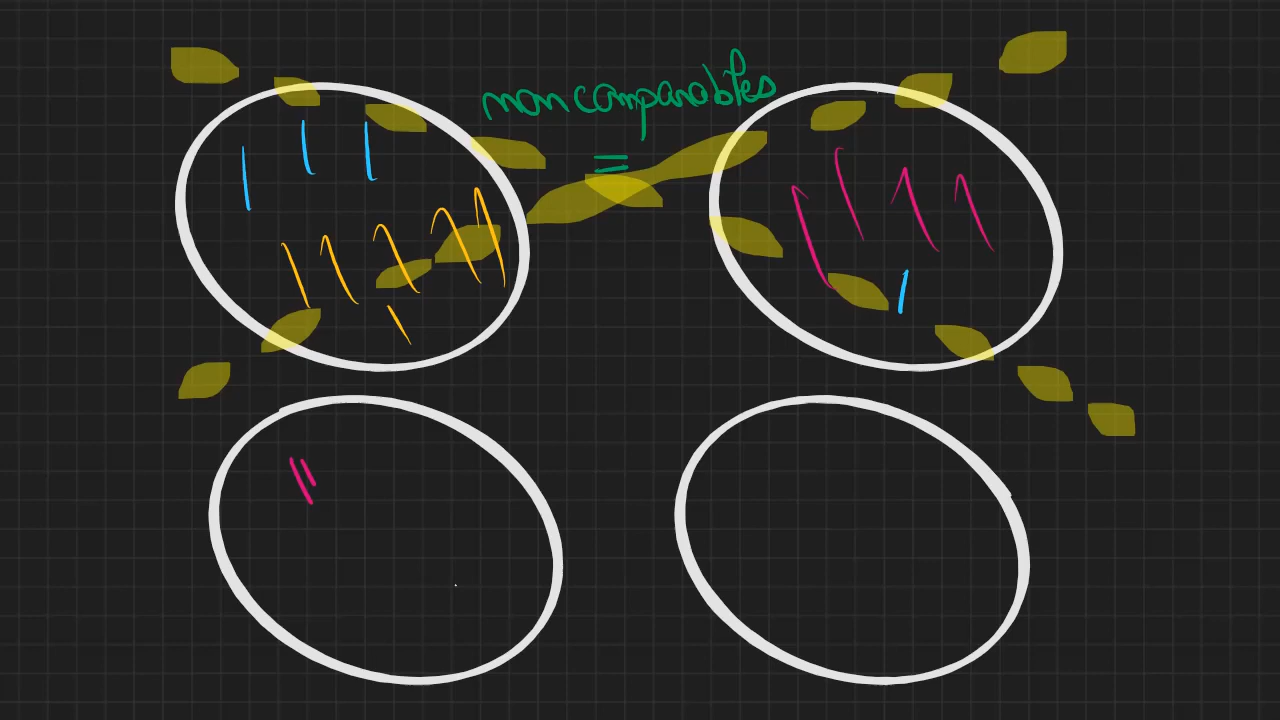 non comparables
=